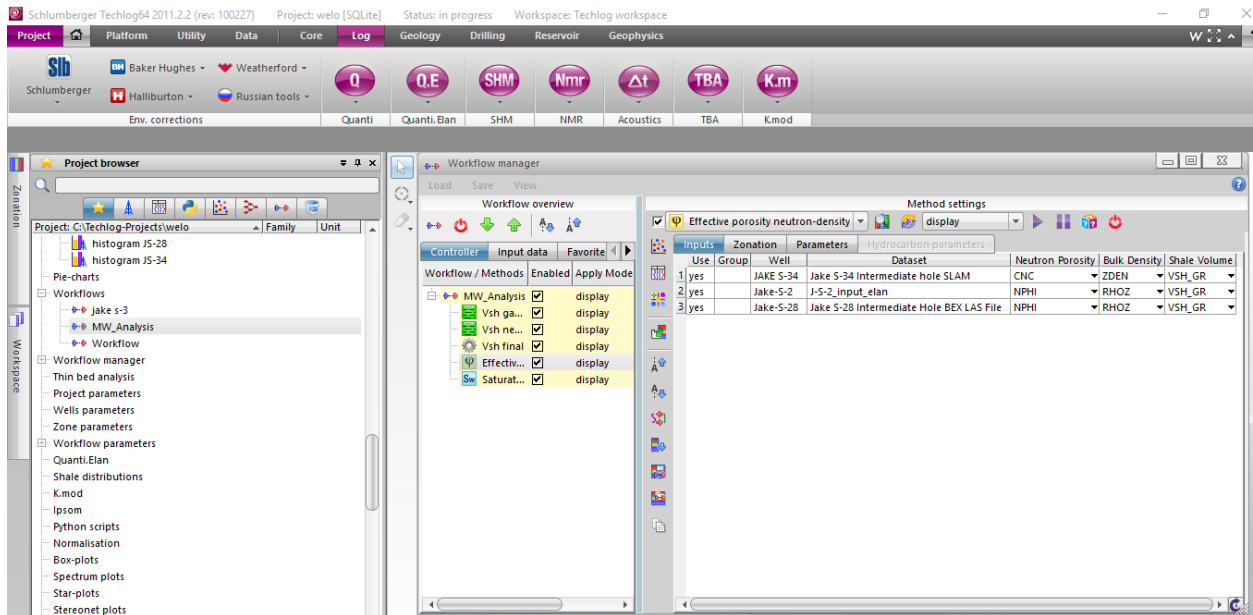 Schlumberger Techlog64 2011.2.2 (rev: 100227) Project: welo [SQLite] Status: in progress Workspace: Techlog workspace
Project Platform Utility Data Core Log Geology Drilling Reservoir Geophysics
Slb
Schlumberger
BH Baker Hughes
Weatherford
H Halliburton
Russian tools
Q
Q.E
SHM
Nmr
Δt
TBA
K.m
Env. corrections Quanti Quanti.Elan SHM NMR Acoustics TBA K.mod
Zonation
Workspace
Project browser
Project: C:\Techlog-Projects\welo Family Unit
histogram JS-28
histogram JS-34
Pie-charts
Workflows
jake s-3
MW_Analysis
Workflow
Workflow manager
Thin bed analysis
Project parameters
Wells parameters
Zone parameters
Workflow parameters
Quanti.Elan
Shale distributions
K.mod
Ipsom
Python scripts
Normalisation
Box-plots
Spectrum plots
Star-plots
Stereonet plots
Workflow manager
Load Save View
Workflow overview
Controller Input data Favorite
Workflow / Methods Enabled Apply Mode
MW_Analysis display
Vsh ga... display
Vsh ne... display
Vsh final display
Effectiv... display
Sw Saturat... display
Method settings
φ Effective porosity neutron-density display
Inputs Zonation Parameters Hydrocarbon parameters
Use Group Well Dataset Neutron Porosity Bulk Density Shale Volume
1 yes JAKE S-34 Jake S-34 Intermediate hole SLAM CNC ZDEN VSH_GR
2 yes Jake-S-2 J-S-2_input_elan NPHI RHOZ VSH_GR
3 yes Jake-S-28 Jake S-28 Intermediate Hole BEX LAS File NPHI RHOZ VSH_GR